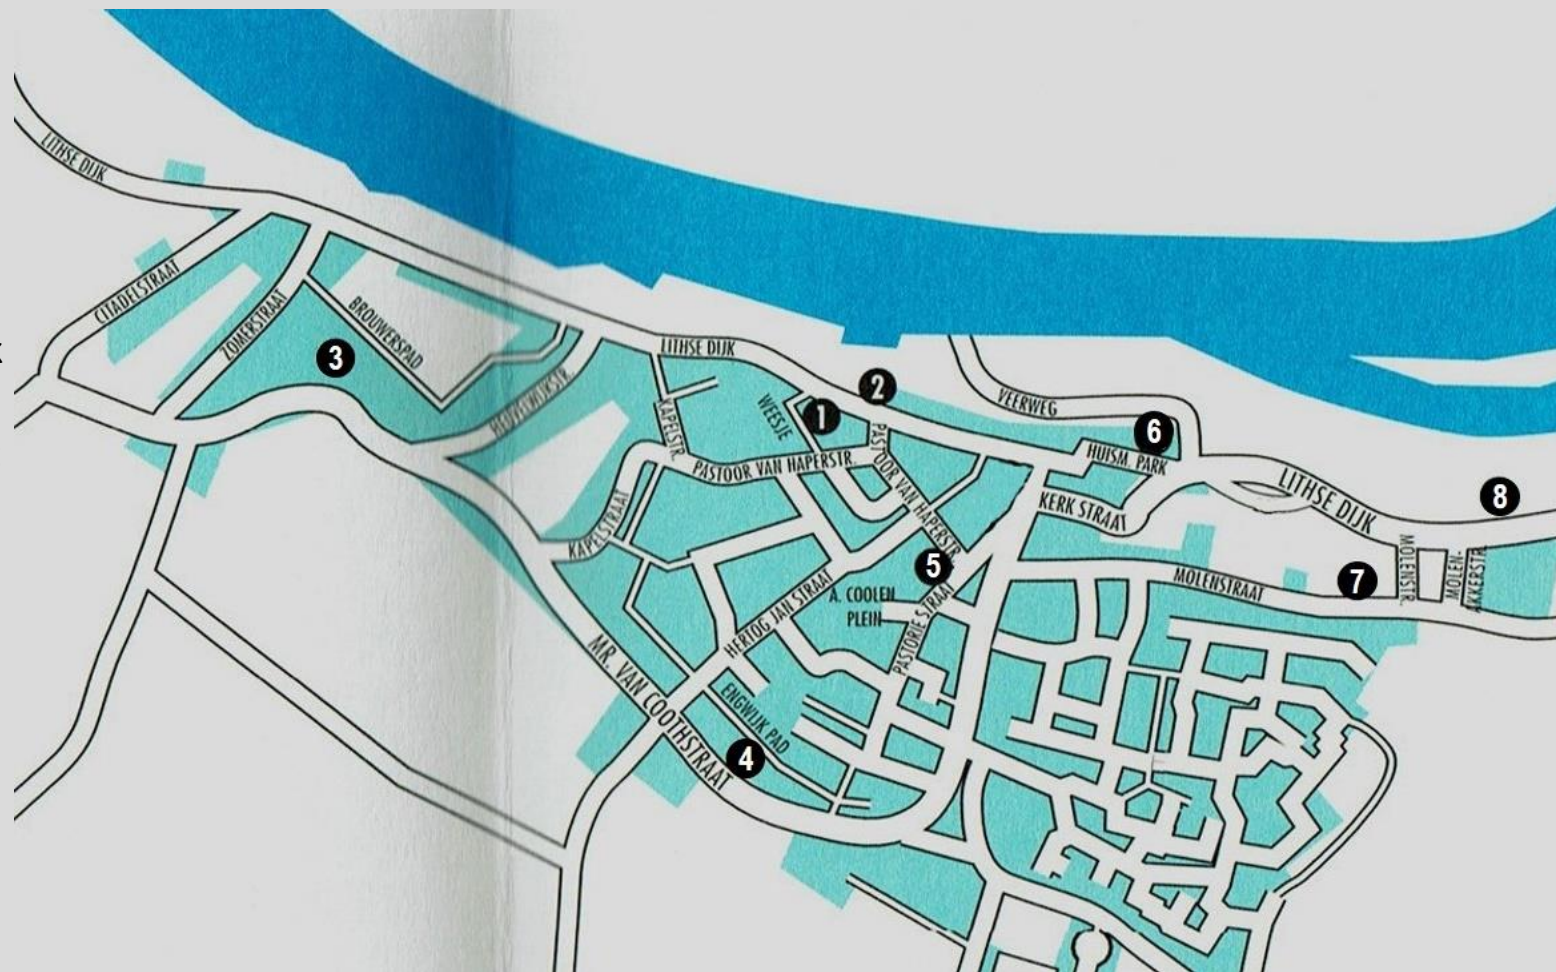 LITHSE DIJK
CITADELSTRAAT
ZOMERSTRAAT
BROUWERSPAD
3
HEUVELWIJKSTR.
LITHSE DIJK
KAPELSTR.
WEESJE
1
2
PASTOOR VAN HAPERSTR.
PASTOOR VAN HAPERSTR.
VEERWEG
6
HUISM. PARK
KERK STRAAT
LITHSE DIJK
8
KAPELSTRAAT
5
A. COOLEN
PLEIN
HERTOG JAN STRAAT
PASTORIE STRAAT
MOLENSTRAAT
7
MOLENSTR.
MOLEN-
AKKERSTR.
MR. VAN COOTHSTRAAT
ENGWIJK PAD
4